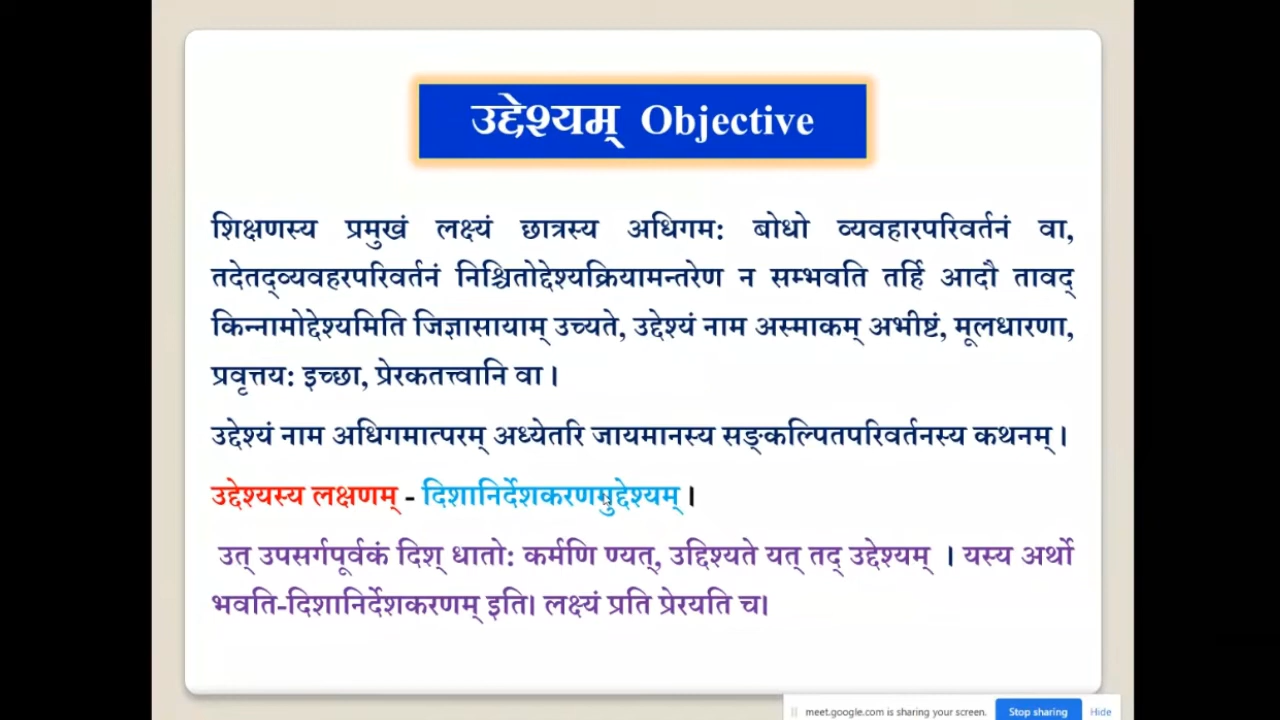 उद्देश्यम् Objective
शिक्षणस्य प्रमुखं लक्ष्यं छात्रस्य अधिगम: बोधो व्यवहारपरिवर्तनं वा,
तदेतद्व्यवहरपरिवर्तनं निश्चितोद्देश्यक्रियामन्तरेण न सम्भवति तर्हि आदौ तावद्
किन्नामोद्देश्यमिति जिज्ञासायाम् उच्यते, उद्देश्यं नाम अस्माकम् अभीष्टं, मूलधारणा,
प्रवृत्तय: इच्छा, प्रेरकतत्त्वानि वा ।
उद्देश्यं नाम अधिगमात्परम् अध्येतरि जायमानस्य सङ्कल्पितपरिवर्तनस्य कथनम् ।
उद्देश्यस्य लक्षणम् - दिशानिर्देशकरणमुद्देश्यम् ।
उत् उपसर्गपूर्वकं दिश् धातो: कर्मणि ण्यत्, उद्दिश्यते यत् तद् उद्देश्यम् । यस्य अर्थो
भवति-दिशानिर्देशकरणम् इति। लक्ष्यं प्रति प्रेरयति च।
meet.google.com is sharing your screen. Stop sharing Hide